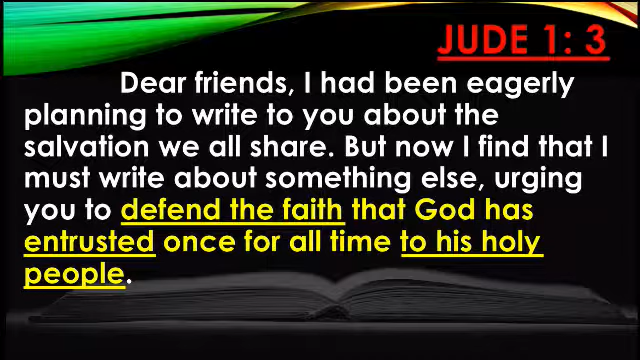 JUDE 1: 3
Dear friends, I had been eagerly
planning to write to you about the
salvation we all share. But now I find that I
must write about something else, urging
you to defend the faith that God has
entrusted once for all time to his holy
people.